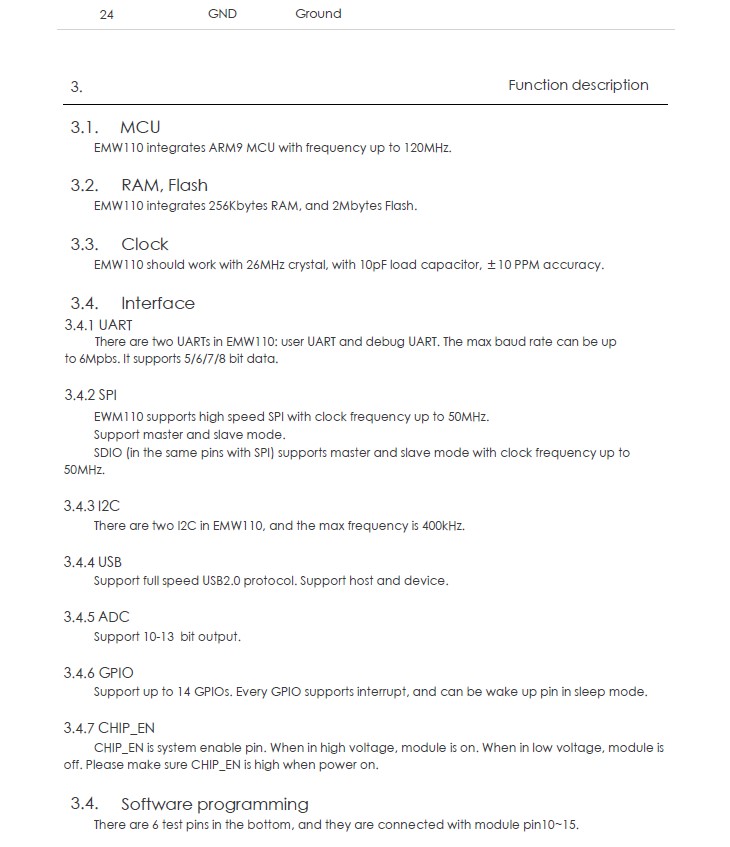 24 GND Ground
3. Function description
3.1. MCU
EMW110 integrates ARM9 MCU with frequency up to 120MHz.
3.2. RAM, Flash
EMW110 integrates 256Kbytes RAM, and 2Mbytes Flash.
3.3. Clock
EMW110 should work with 26MHz crystal, with 10pF load capacitor, ±10 PPM accuracy.
3.4. Interface
3.4.1 UART
There are two UARTs in EMW110: user UART and debug UART. The max baud rate can be up
to 6Mpbs. It supports 5/6/7/8 bit data.
3.4.2 SPI
EWM110 supports high speed SPI with clock frequency up to 50MHz.
Support master and slave mode.
SDIO (in the same pins with SPI) supports master and slave mode with clock frequency up to
50MHz.
3.4.3 I2C
There are two I2C in EMW110, and the max frequency is 400kHz.
3.4.4 USB
Support full speed USB2.0 protocol. Support host and device.
3.4.5 ADC
Support 10-13 bit output.
3.4.6 GPIO
Support up to 14 GPIOs. Every GPIO supports interrupt, and can be wake up pin in sleep mode.
3.4.7 CHIP_EN
CHIP_EN is system enable pin. When in high voltage, module is on. When in low voltage, module is
off. Please make sure CHIP_EN is high when power on.
3.4. Software programming
There are 6 test pins in the bottom, and they are connected with module pin10~15.